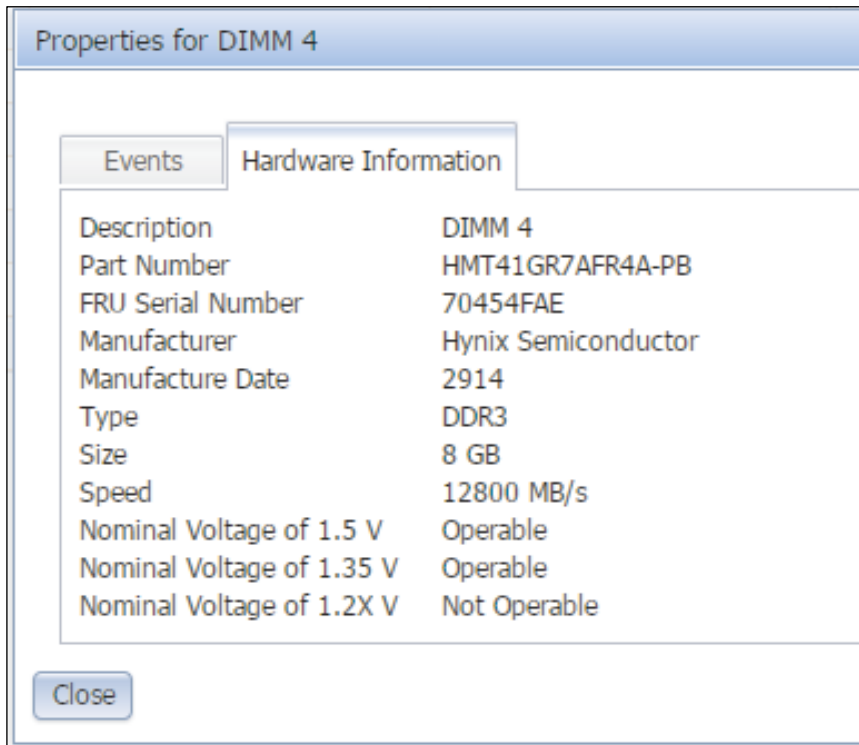 Properties for DIMM 4
Events Hardware Information
Description DIMM 4
Part Number HMT41GR7AFR4A-PB
FRU Serial Number 70454FAE
Manufacturer Hynix Semiconductor
Manufacture Date 2914
Type DDR3
Size 8 GB
Speed 12800 MB/s
Nominal Voltage of 1.5 V Operable
Nominal Voltage of 1.35 V Operable
Nominal Voltage of 1.2X V Not Operable
Close